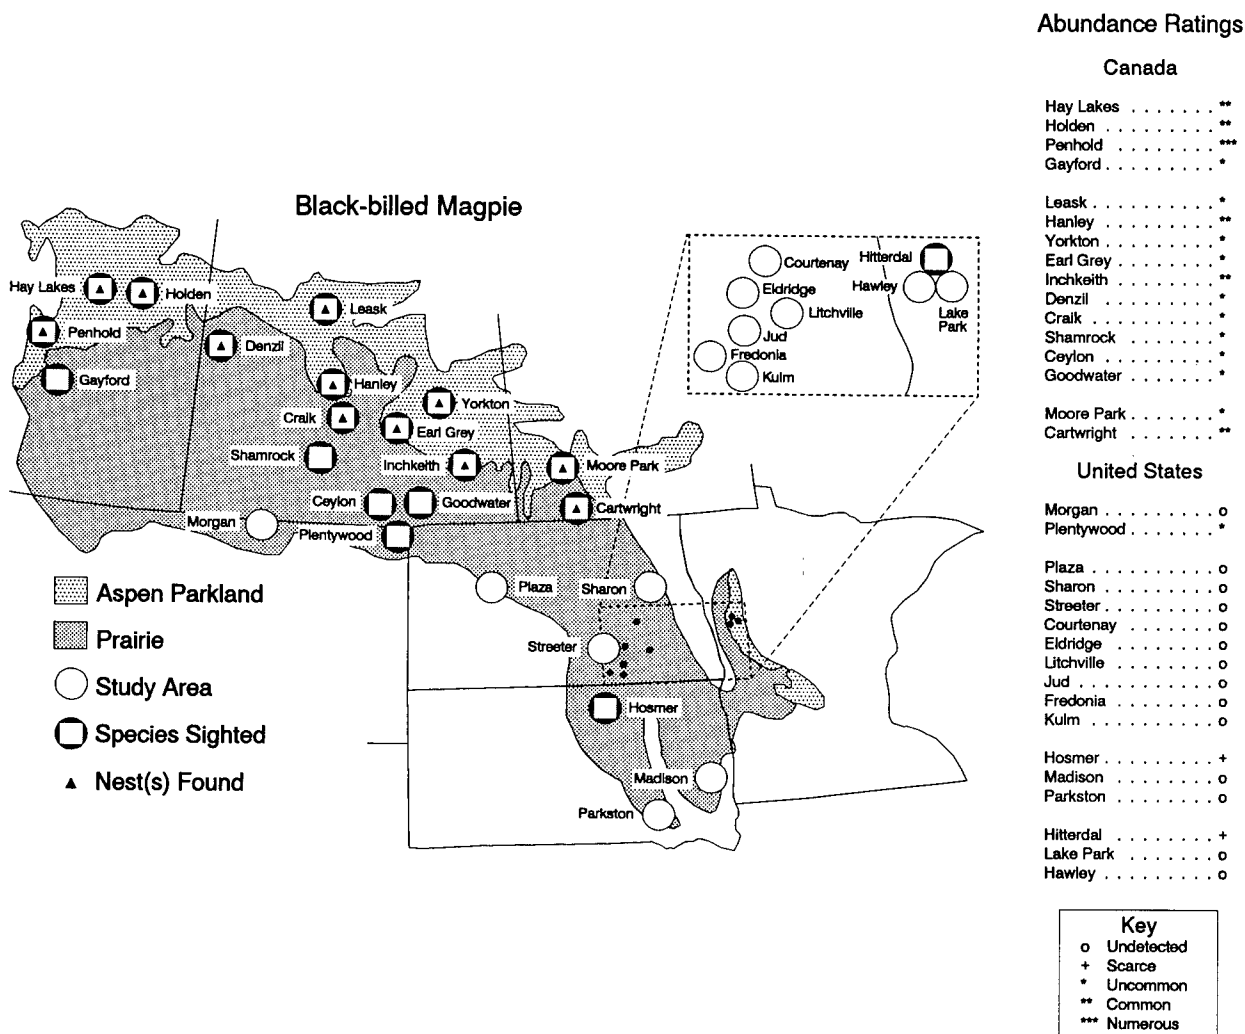 Abundance Ratings
Canada
Hay Lakes . . . . . . . **
Holden . . . . . . . . . **
Penhold . . . . . . . . ***
Gayford . . . . . . . . . *
Leask . . . . . . . . . . *
Hanley . . . . . . . . . **
Yorkton . . . . . . . . . *
Earl Grey . . . . . . . . *
Inchkeith . . . . . . . . **
Denzil . . . . . . . . . *
Craik . . . . . . . . . . *
Shamrock . . . . . . . *
Ceylon . . . . . . . . . *
Goodwater . . . . . . . *
Moore Park . . . . . . . *
Cartwright . . . . . . . **
United States
Morgan . . . . . . . . . o
Plentywood . . . . . . . *
Plaza . . . . . . . . . . o
Sharon . . . . . . . . . o
Streeter . . . . . . . . . o
Courtenay . . . . . . . o
Eldridge . . . . . . . . o
Litchville . . . . . . . . o
Jud . . . . . . . . . . . o
Fredonia . . . . . . . . o
Kulm . . . . . . . . . . o
Hosmer . . . . . . . . . +
Madison . . . . . . . . o
Parkston . . . . . . . . o
Hitterdal . . . . . . . . +
Lake Park . . . . . . . o
Hawley . . . . . . . . . o
Key
o Undetected
+ Scarce
* Uncommon
** Common
*** Numerous
Black-billed Magpie
Hay Lakes
Holden
Penhold
Gayford
Denzil
Leask
Hanley
Craik
Yorkton
Earl Grey
Shamrock
Inchkeith
Moore Park
Ceylon
Goodwater
Cartwright
Morgan
Plentywood
Plaza
Sharon
Streeter
Hosmer
Madison
Parkston
Courtenay
Eldridge
Litchville
Jud
Fredonia
Kulm
Hitterdal
Hawley
Lake
Park
Aspen Parkland
Prairie
Study Area
Species Sighted
Nest(s) Found